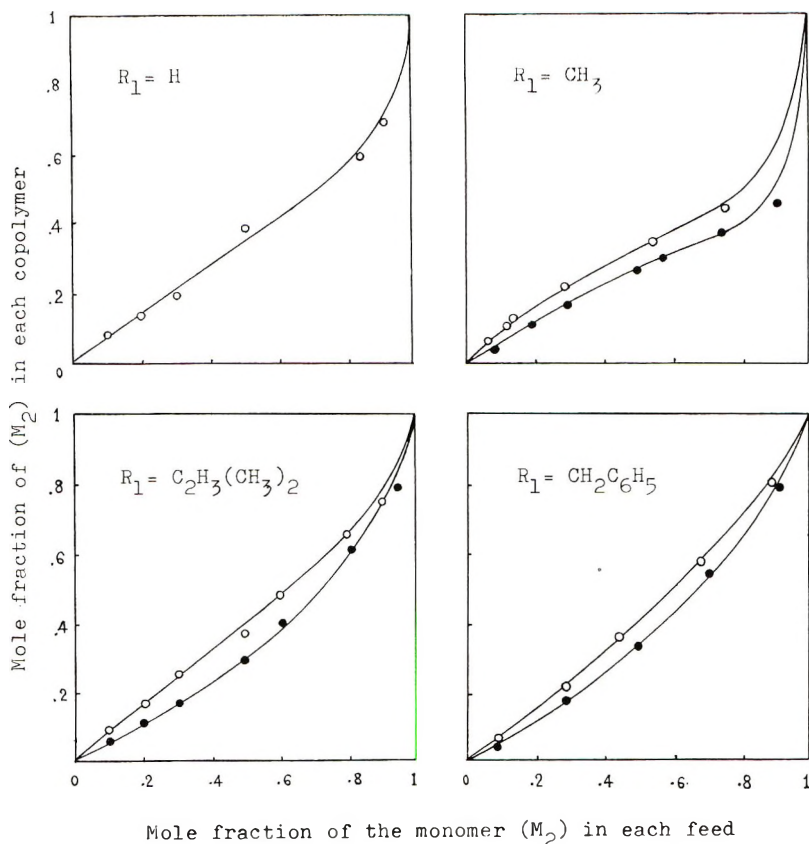 1
.8
.6
.4
.2
0
R₁= H
R₁= CH₃
1
.8
.6
.4
.2
0 .2 .4 .6 .8 1
R₁= C₂H₃(CH₃)₂
0 .2 .4 .6 .8 1
R₁= CH₂C₆H₅
Mole fraction of (M₂) in each copolymer
Mole fraction of the monomer (M₂) in each feed